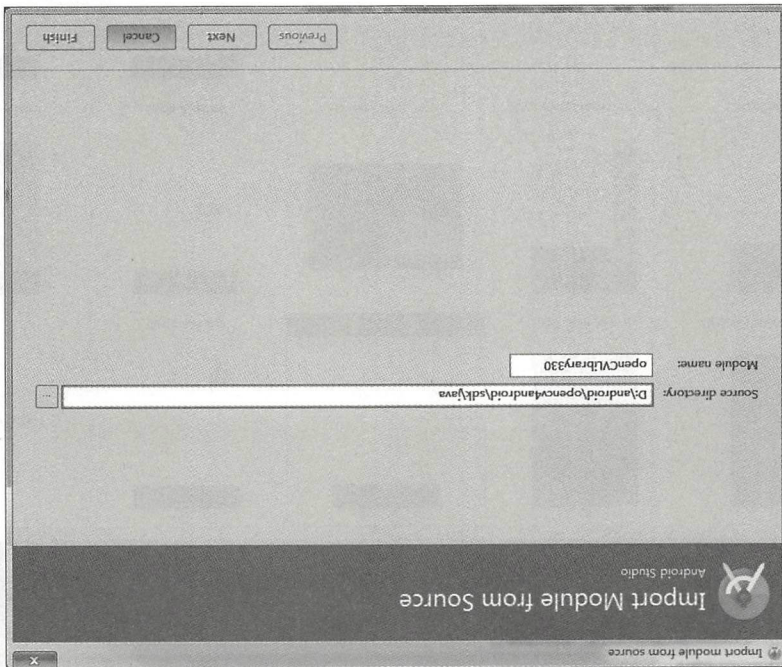 Import module from source
X
Import Module from Source
Android Studio
Source directory: D:\android\opencv4android\sdk\java ...
Module name: openCVLibrary330
Previous Next Cancel Finish